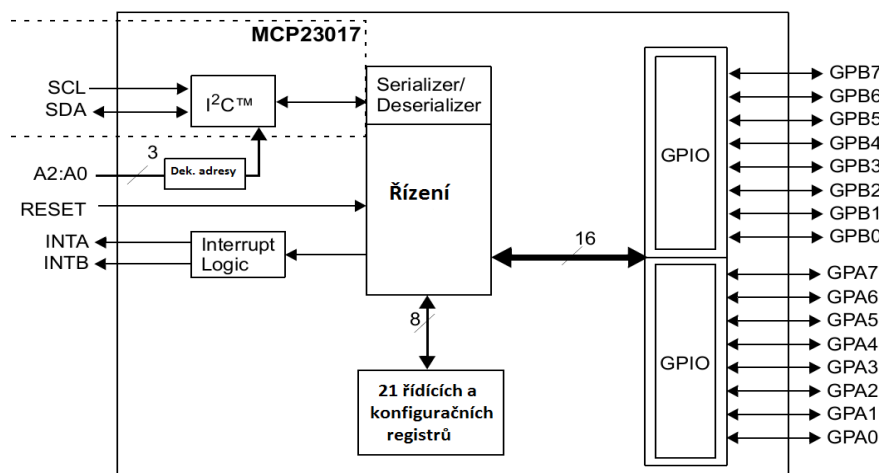 MCP23017
SCL
SDA
I²C™
Serializer/
Deserializer
3
A2:A0
Dek. adresy
Řízení
RESET
INTA
INTB
Interrupt
Logic
16
8
21 řídících a
konfiguračních
registrů
GPIO
GPB7
GPB6
GPB5
GPB4
GPB3
GPB2
GPB1
GPB0
GPIO
GPA7
GPA6
GPA5
GPA4
GPA3
GPA2
GPA1
GPA0